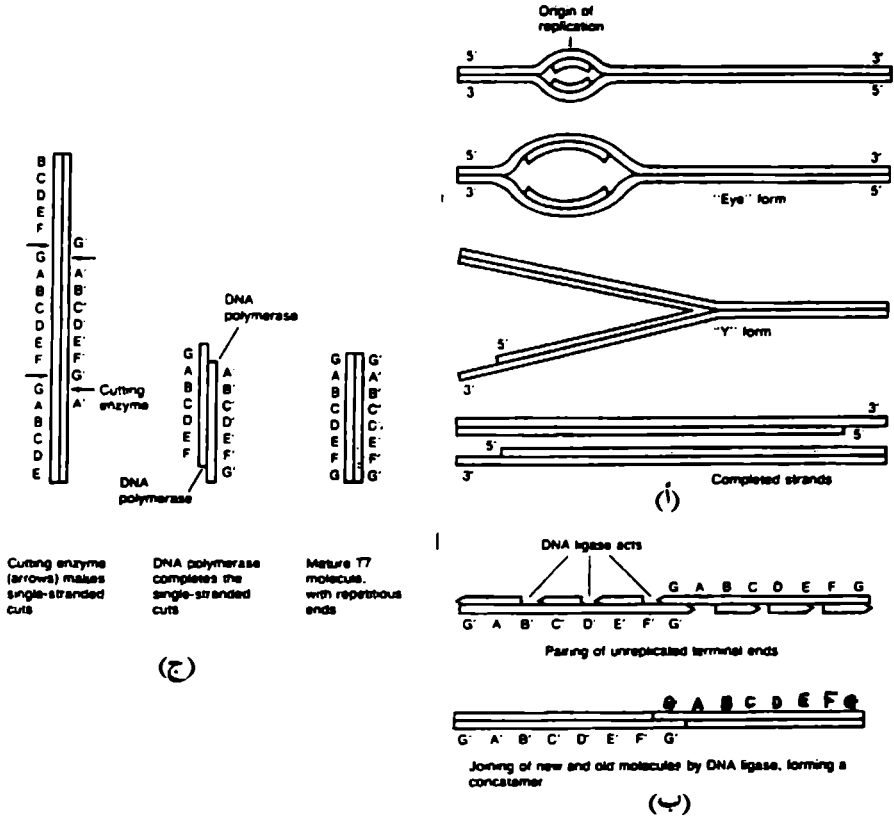 Origin of
replication
5'
3'
3'
5'
5'
3'
3'
5'
"Eye" form
"Y" form
5'
3'
3'
5'
5'
3'
Completed strands
(أ)
DNA ligase acts
G A B C D E F G
G' A B' C' D' E' F' G'
Pairing of unreplicated terminal ends
G A B C D E F G
G' A' B' C' D' E' F' G'
Joining of new and old molecules by DNA ligase, forming a
concatemer
(ب)
B
C
D
E
F
G
A
B
C
D
E
F
G
A
B
C
D
E
G'
A'
B'
C'
D'
E'
F'
G'
A'
Cutting
enzyme
DNA
polymerase
G
A
B
C
D
E
F
A'
B'
C'
D'
E'
F'
G'
DNA
polymerase
G
A
B
C
D
E
F
G
G'
A'
B'
C'
D'
E'
F'
G'
Cutting enzyme
(arrows) makes
single-stranded
cuts
DNA polymerase
completes the
single-stranded
cuts
Mature T7
molecule,
with repetitious
ends
(ج)